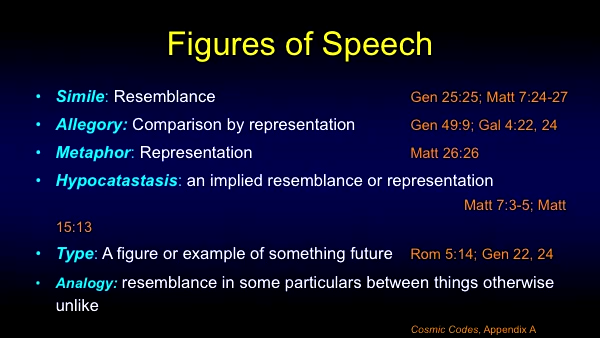 Figures of Speech
• Simile: Resemblance Gen 25:25; Matt 7:24-27
• Allegory: Comparison by representation Gen 49:9; Gal 4:22, 24
• Metaphor: Representation Matt 26:26
• Hypocatastasis: an implied resemblance or representation
Matt 7:3-5; Matt
15:13
• Type: A figure or example of something future Rom 5:14; Gen 22, 24
• Analogy: resemblance in some particulars between things otherwise
unlike
Cosmic Codes, Appendix A